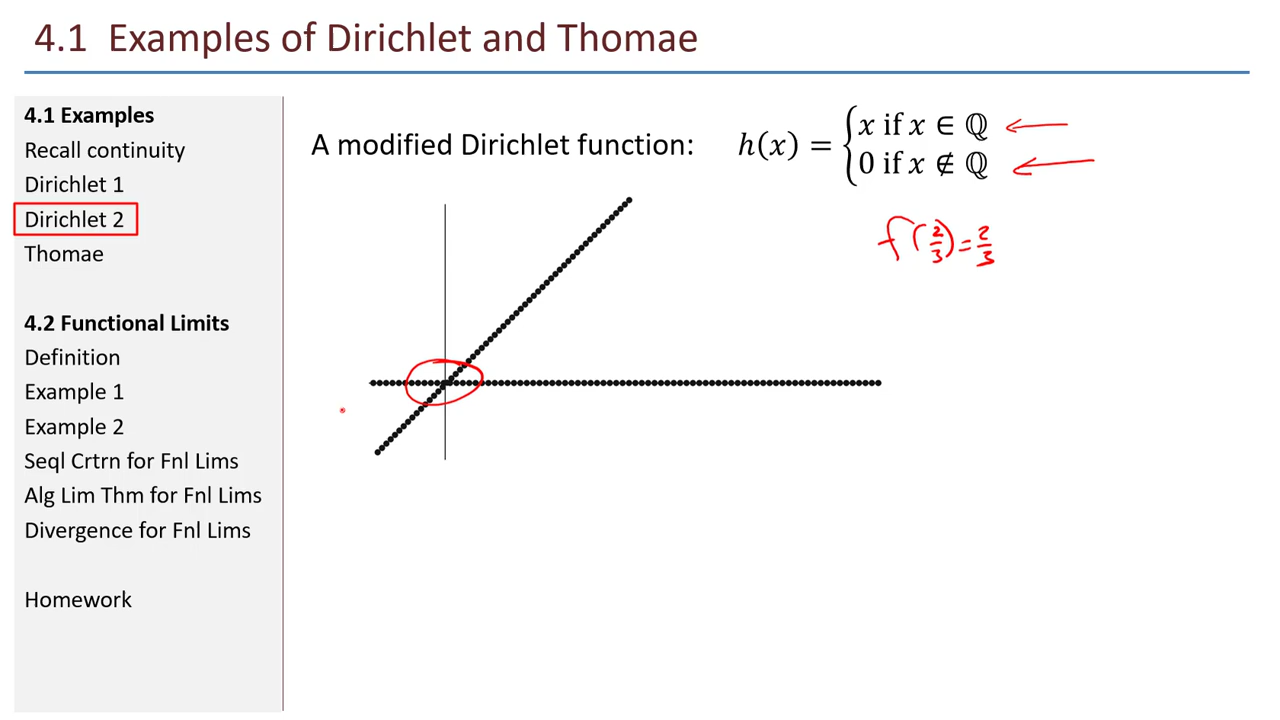 4.1 Examples of Dirichlet and Thomae
4.1 Examples
Recall continuity
Dirichlet 1
Dirichlet 2
Thomae
4.2 Functional Limits
Definition
Example 1
Example 2
Seql Crtrn for Fnl Lims
Alg Lim Thm for Fnl Lims
Divergence for Fnl Lims
Homework
A modified Dirichlet function: h(x) = {x if x ∈ ℚ
0 if x ∉ ℚ
f(2/3) = 2/3